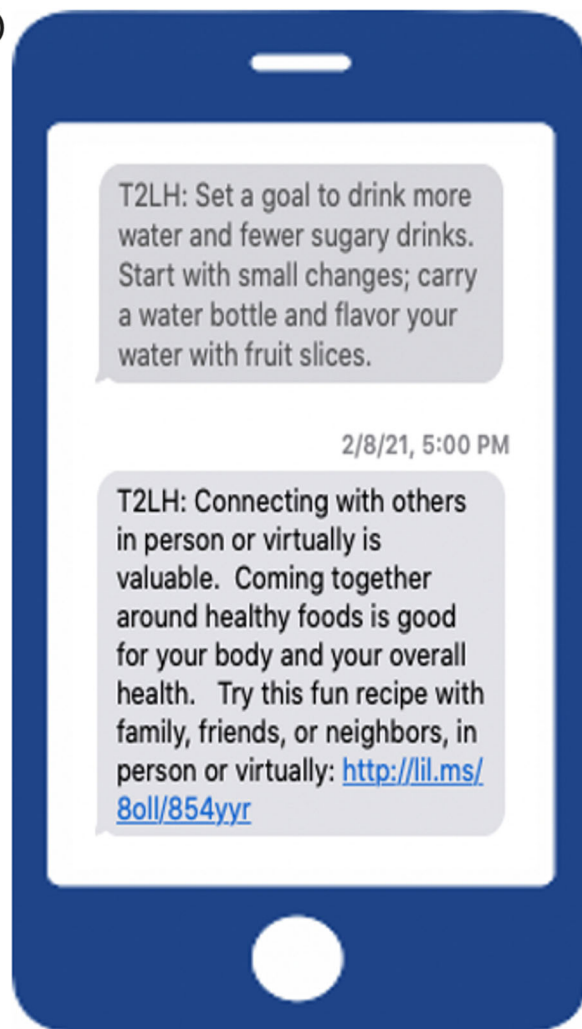 )
T2LH: Set a goal to drink more
water and fewer sugary drinks.
Start with small changes; carry
a water bottle and flavor your
water with fruit slices.
2/8/21, 5:00 PM
T2LH: Connecting with others
in person or virtually is
valuable.  Coming together
around healthy foods is good
for your body and your overall
health.   Try this fun recipe with
family, friends, or neighbors, in
person or virtually: http://lil.ms/
8oll/854yyr